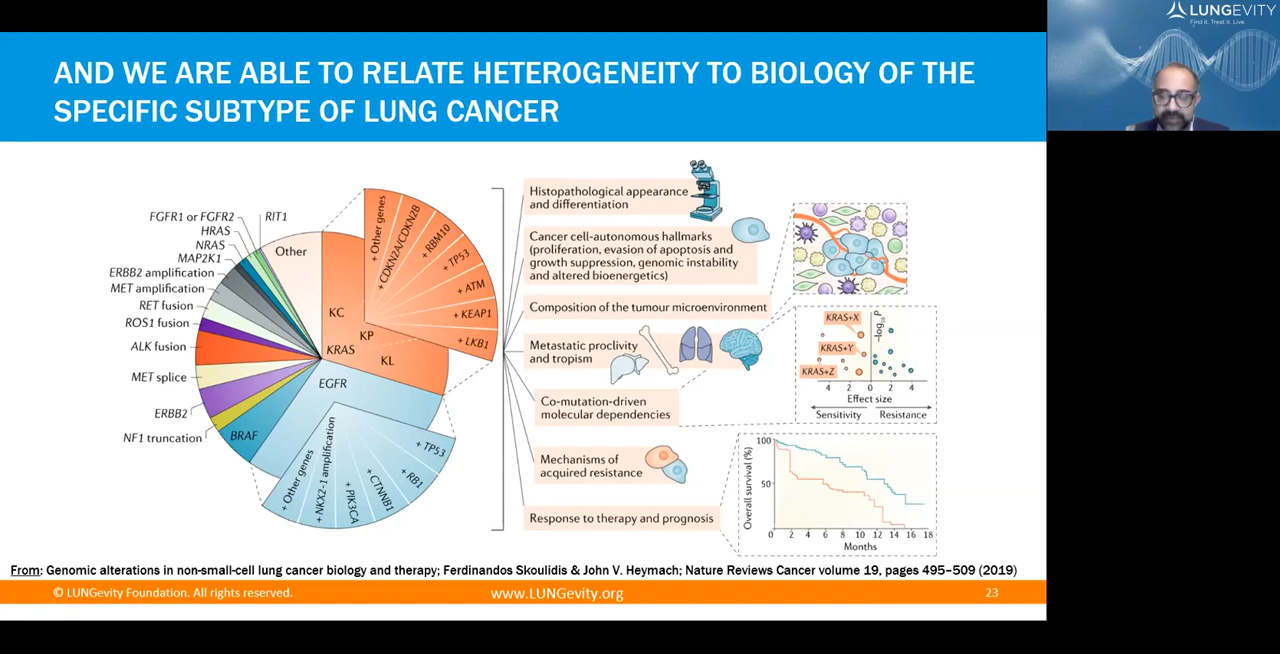 LUNGEVITY
Find it. Treat it. Live.
AND WE ARE ABLE TO RELATE HETEROGENEITY TO BIOLOGY OF THE
SPECIFIC SUBTYPE OF LUNG CANCER
FGFR1 or FGFR2
RIT1
HRAS
NRAS
MAP2K1
ERBB2 amplification
MET amplification
RET fusion
ROS1 fusion
ALK fusion
MET splice
ERBB2
NF1 truncation
BRAF
Other
KC
KP
KRAS
KL
EGFR
+ Other genes
+ CDKN2A/CDKN2B
+ RBM10
+ TP53
+ ATM
+ KEAP1
+ LKB1
+ Other genes
+ NKX2-1 amplification
+ PIK3CA
+ CTNNB1
+ RB1
+ TP53
Histopathological appearance
and differentiation
Cancer cell-autonomous hallmarks
(proliferation, evasion of apoptosis and
growth suppression, genomic instability
and altered bioenergetics)
Composition of the tumour microenvironment
Metastatic proclivity
and tropism
Co-mutation-driven
molecular dependencies
Mechanisms of
acquired resistance
Response to therapy and prognosis
KRAS+X
KRAS+Y
KRAS+Z
–log10 P
4 2 0 2 4
Effect size
Sensitivity Resistance
Overall survival (%)
100
50
0 2 4 6 8 10 12 14 16 18
Months
From: Genomic alterations in non-small-cell lung cancer biology and therapy; Ferdinandos Skoulidis & John V. Heymach; Nature Reviews Cancer volume 19, pages 495–509 (2019)
© LUNGevity Foundation. All rights reserved.
www.LUNGevity.org
23